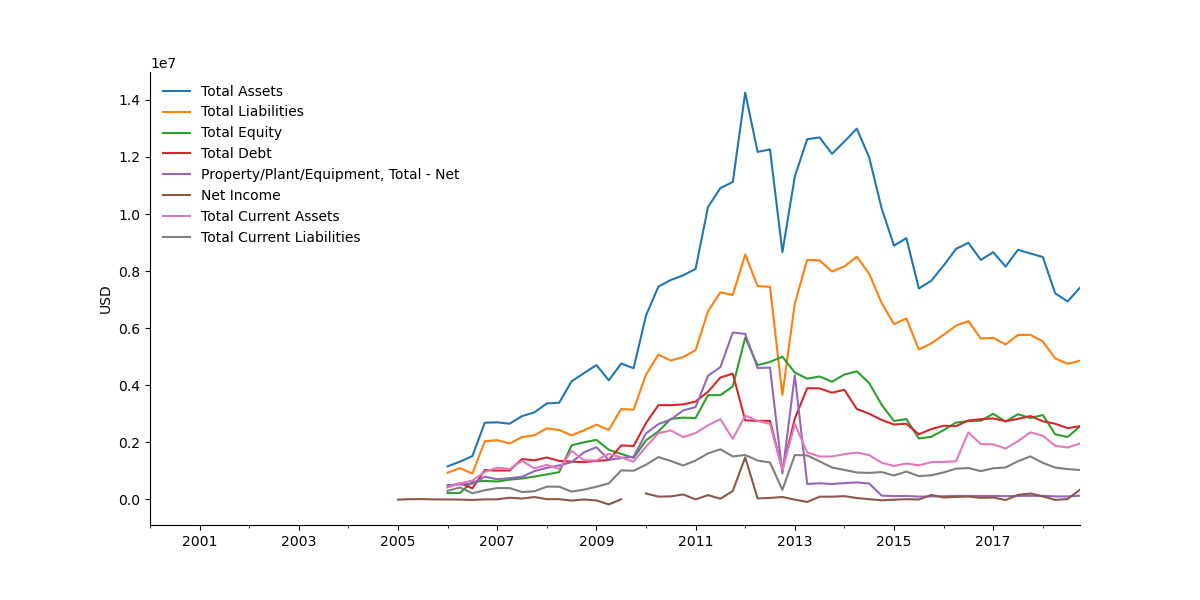 1e7
Total Assets
Total Liabilities
Total Equity
Total Debt
Property/Plant/Equipment, Total - Net
Net Income
Total Current Assets
Total Current Liabilities
1.4
1.2
1.0
0.8
0.6
0.4
0.2
0.0
USD
2001 2003 2005 2007 2009 2011 2013 2015 2017